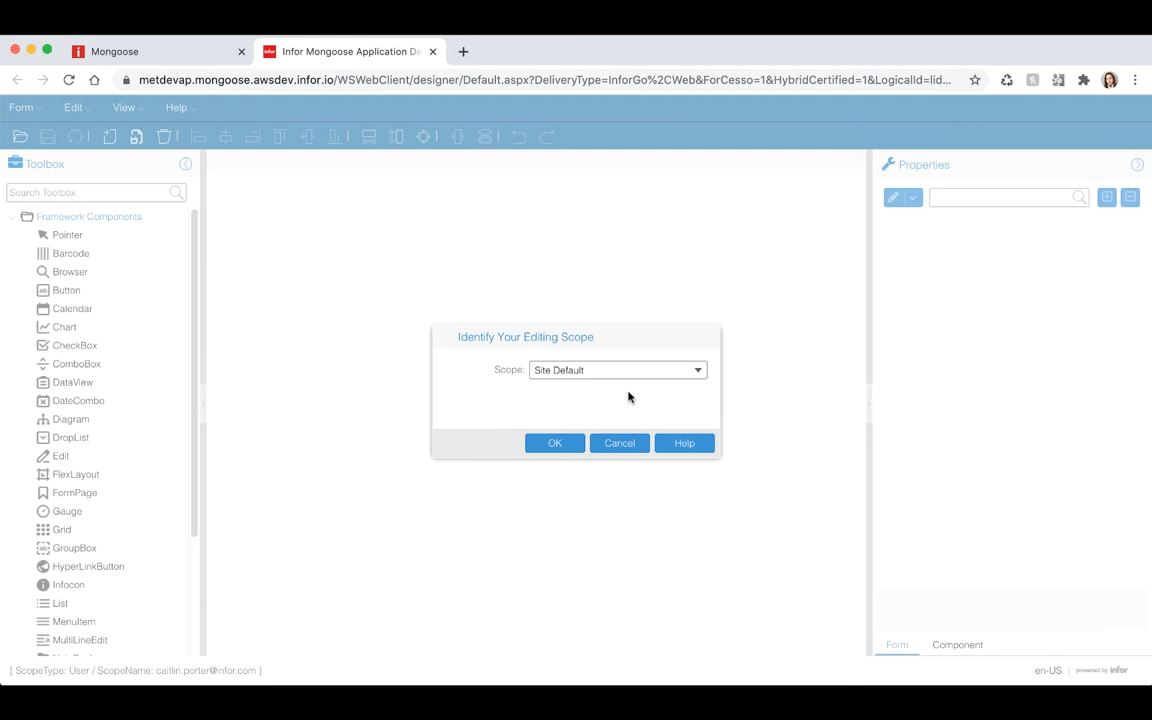 Mongoose
Infor Mongoose Application De
metdevap.mongoose.awsdev.infor.io/WSWebClient/designer/Default.aspx?DeliveryType=InforGo%2CWeb&ForCesso=1&HybridCertified=1&LogicalId=lid...
Form Edit View Help
Toolbox
Properties
Search Toolbox
Framework Components
Pointer
Barcode
Browser
Button
Calendar
Chart
CheckBox
ComboBox
DataView
DateCombo
Diagram
DropList
Edit
FlexLayout
FormPage
Gauge
Grid
GroupBox
HyperLinkButton
Infocon
List
MenuItem
MultiLineEdit
Identify Your Editing Scope
Scope: Site Default
OK Cancel Help
Form Component
[ ScopeType: User / ScopeName: caitlin.porter@infor.com ]
en-US powered by infor